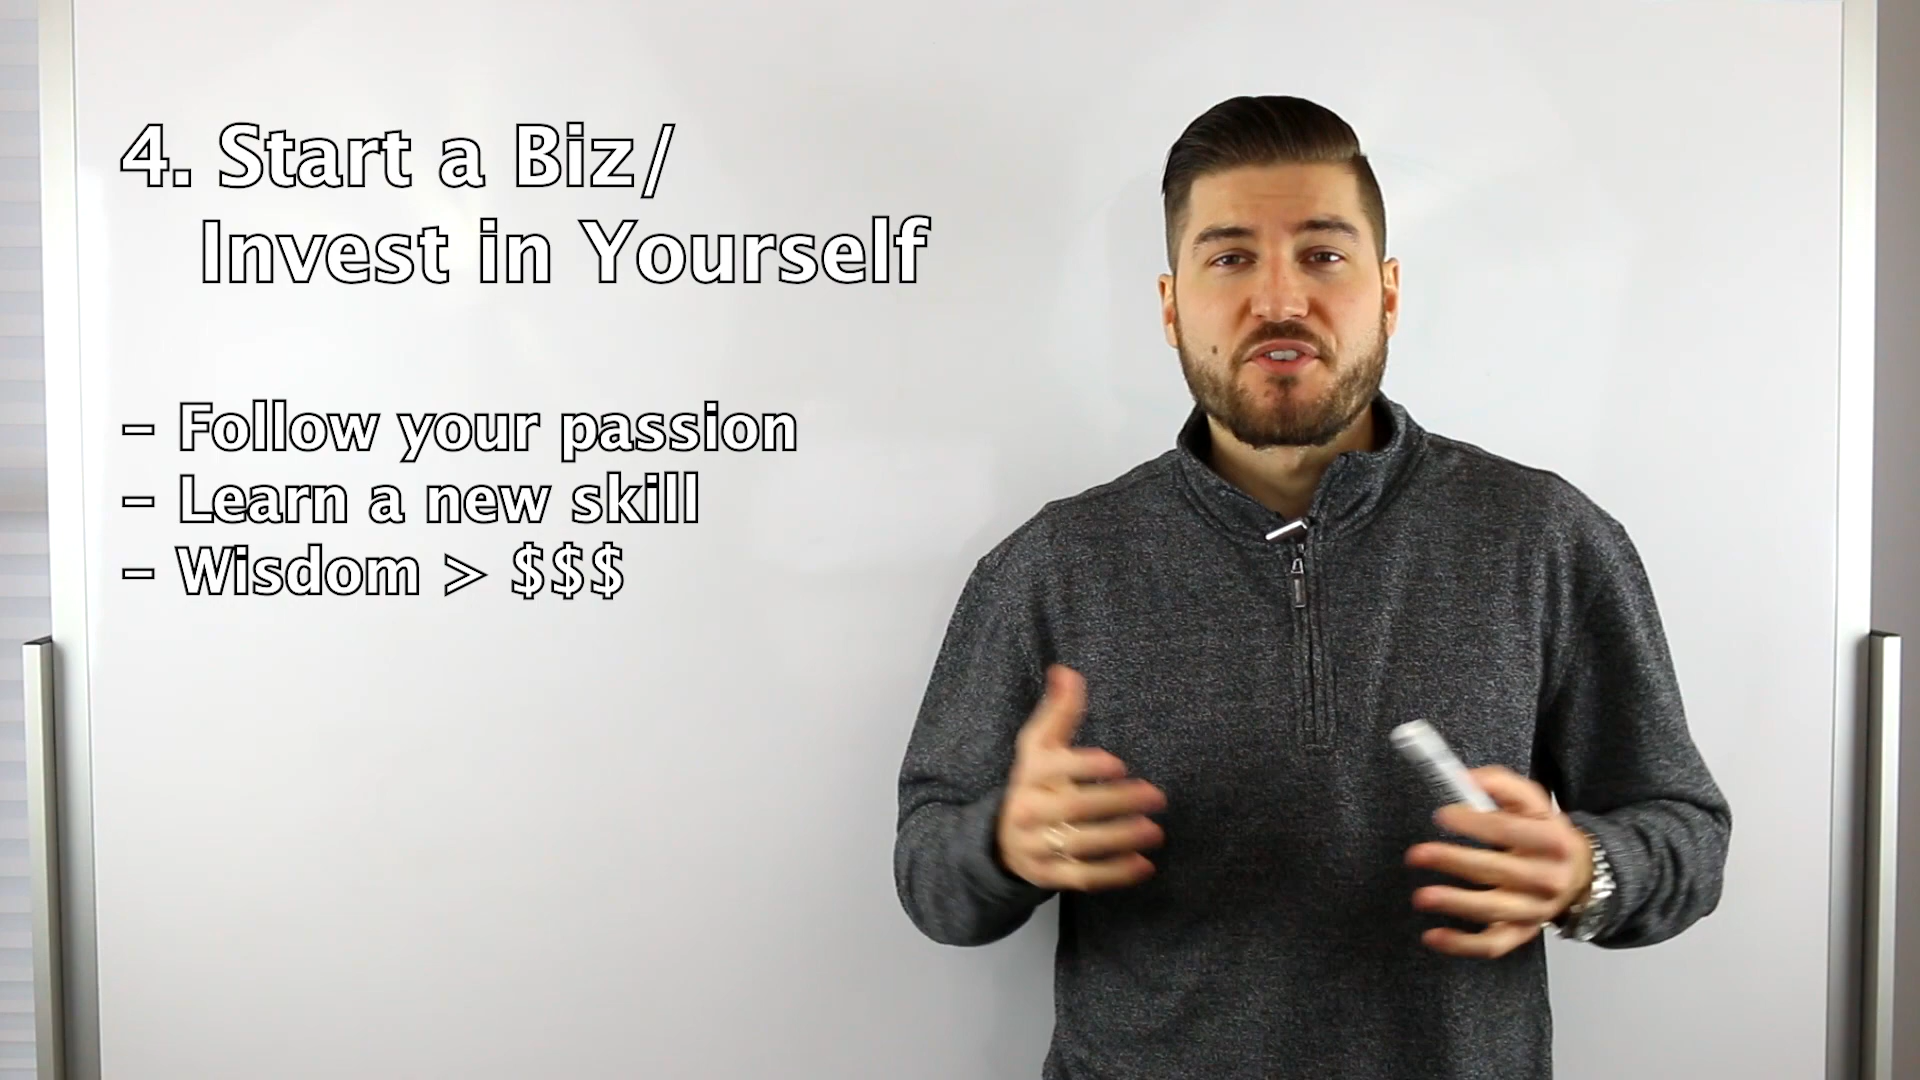 4. Start a Biz/
Invest in Yourself
- Follow your passion
- Learn a new skill
- Wisdom > $$$